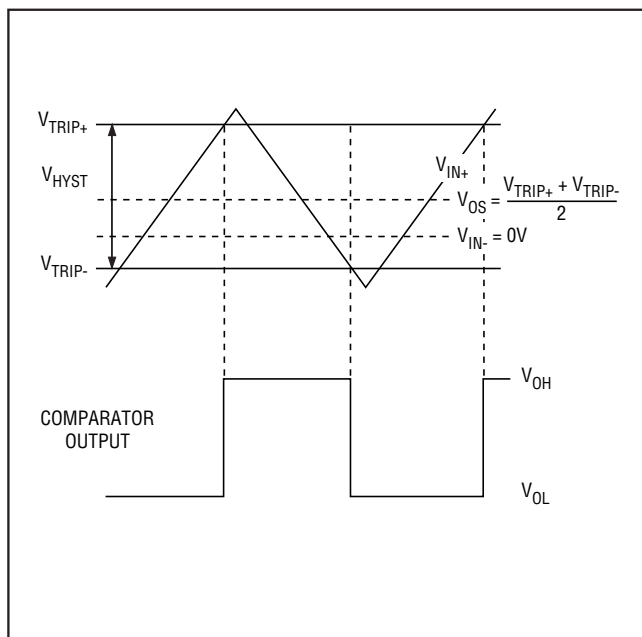 V_TRIP+
V_HYST
V_IN+
V_OS = (V_TRIP+ + V_TRIP-) / 2
V_IN- = 0V
V_TRIP-
V_OH
COMPARATOR
OUTPUT
V_OL